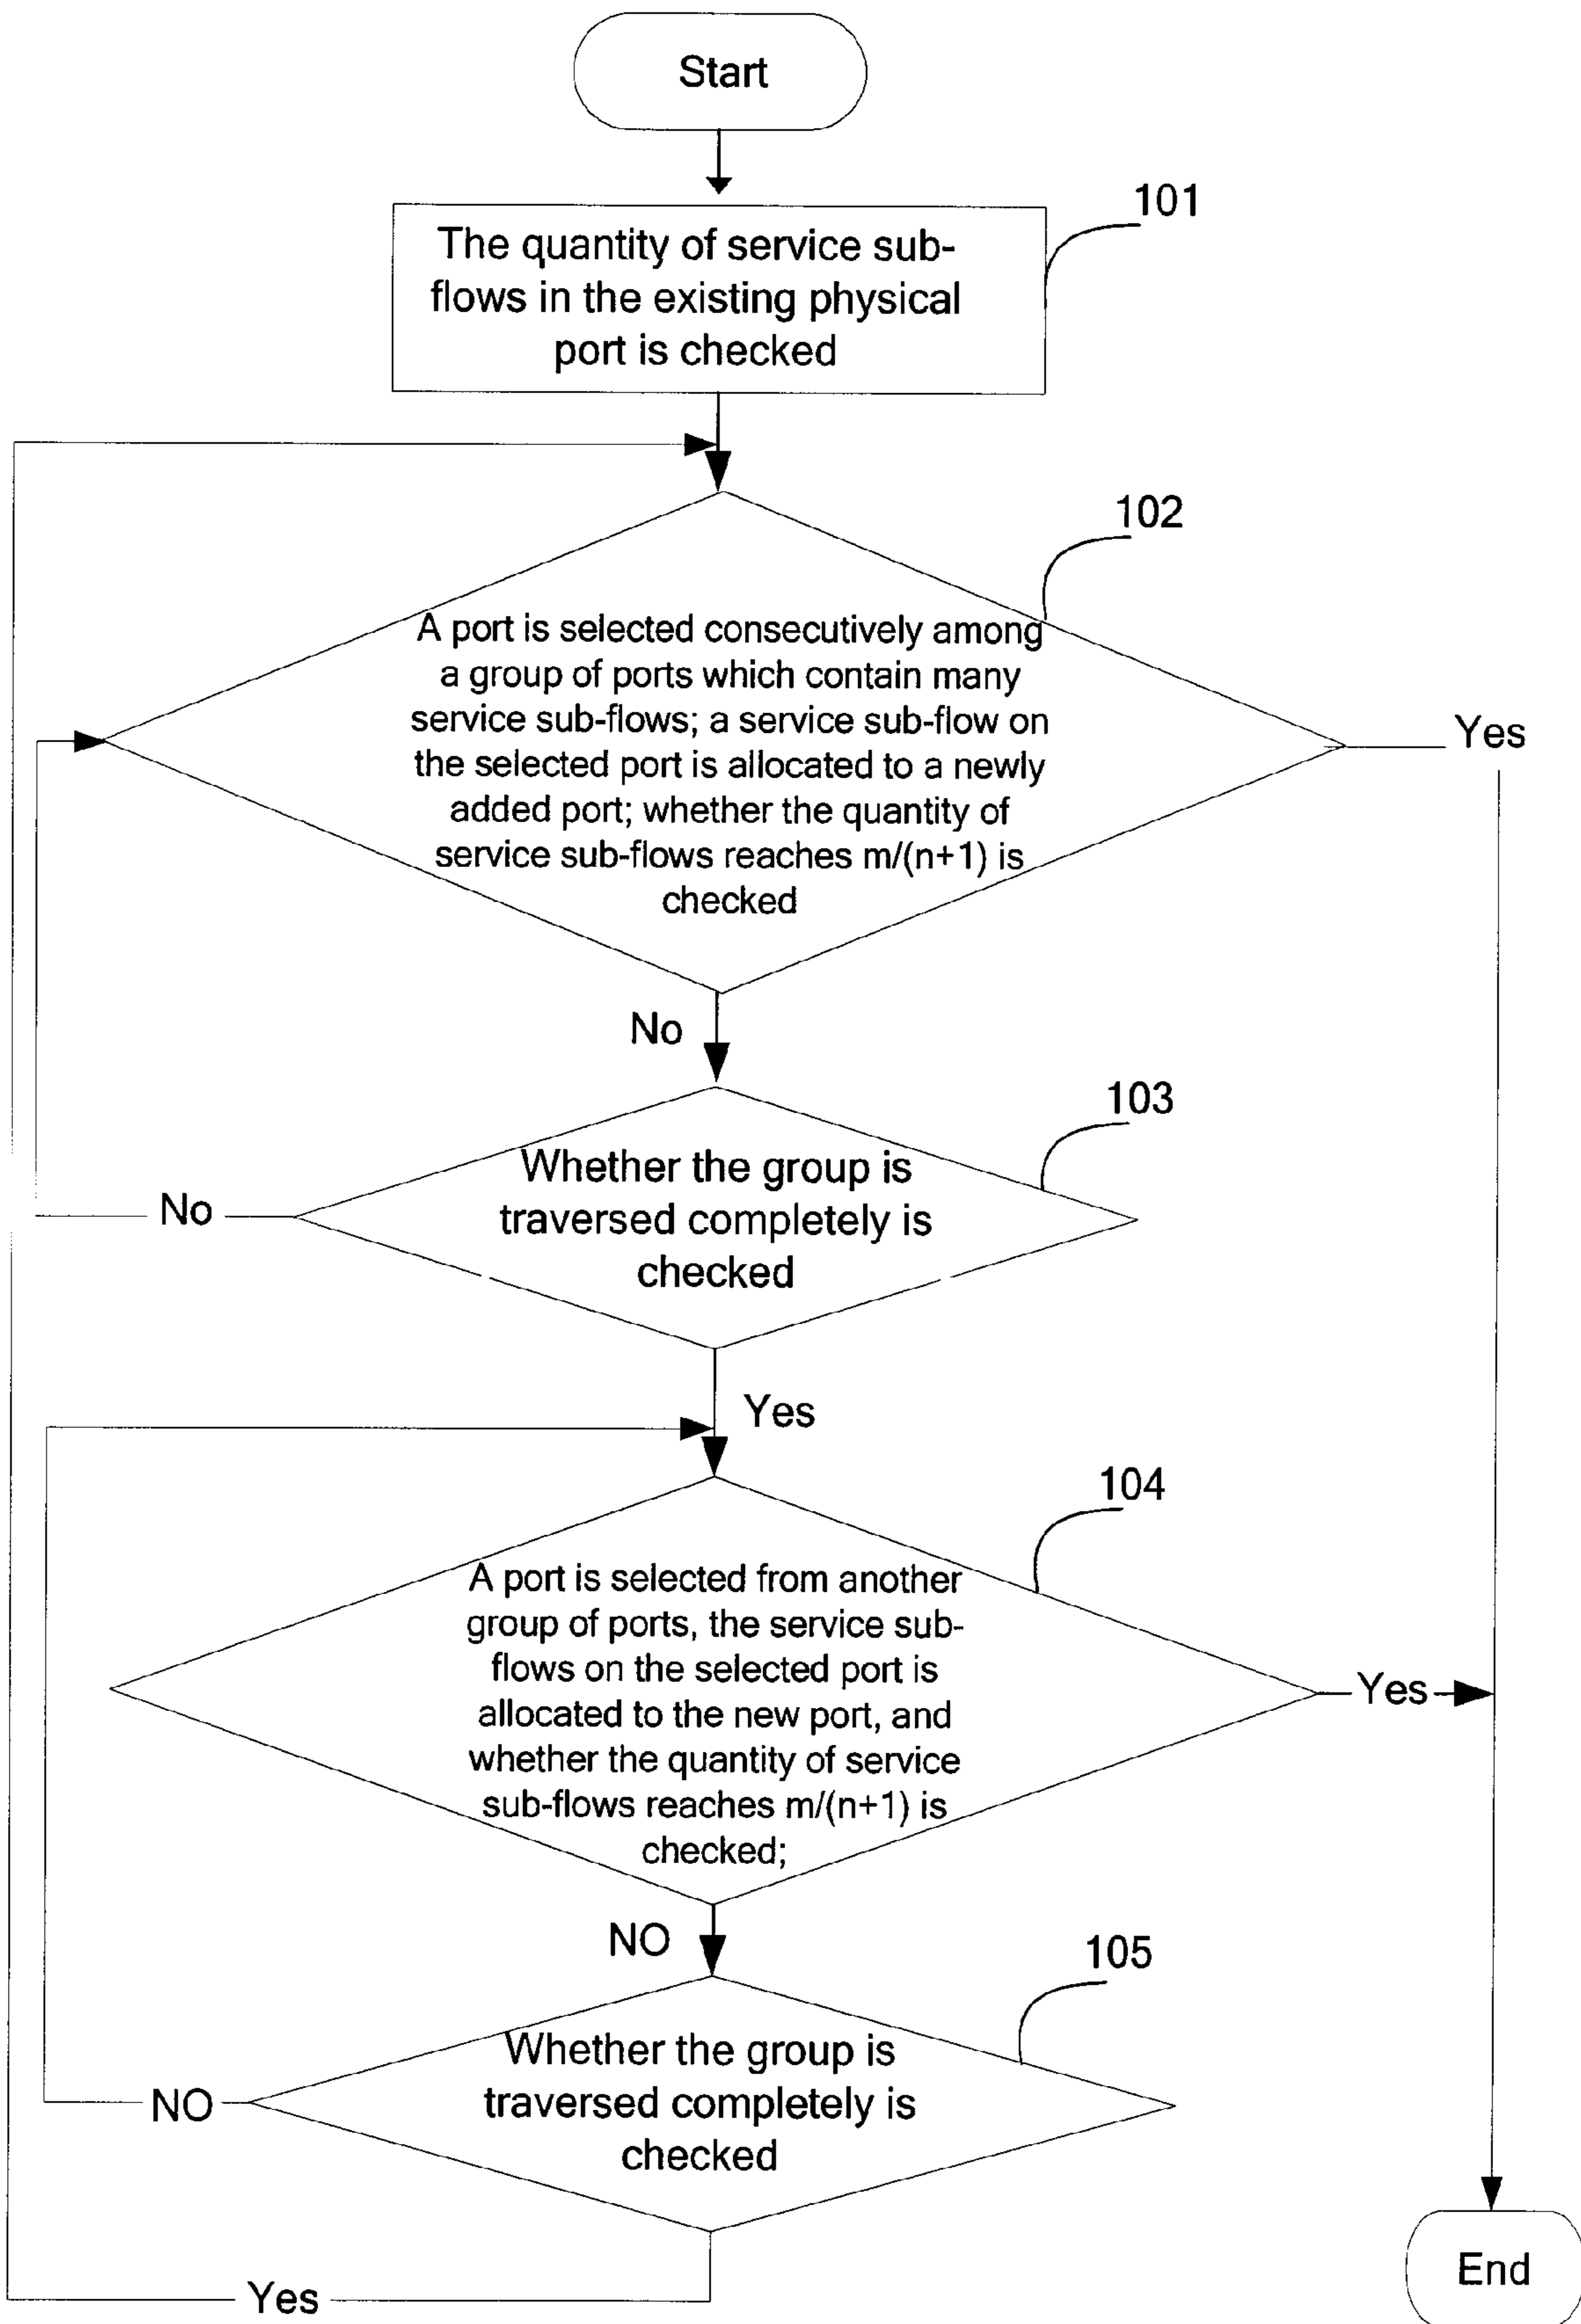 Start
101
The quantity of service sub-
flows in the existing physical
port is checked
102
A port is selected consecutively among
a group of ports which contain many
service sub-flows; a service sub-flow on
the selected port is allocated to a newly
added port; whether the quantity of
service sub-flows reaches m/(n+1) is
checked
Yes
No
103
Whether the group is
traversed completely is
checked
No
Yes
104
A port is selected from another
group of ports, the service sub-
flows on the selected port is
allocated to the new port, and
whether the quantity of service
sub-flows reaches m/(n+1) is
checked;
Yes
NO
105
Whether the group is
traversed completely is
checked
NO
Yes
End